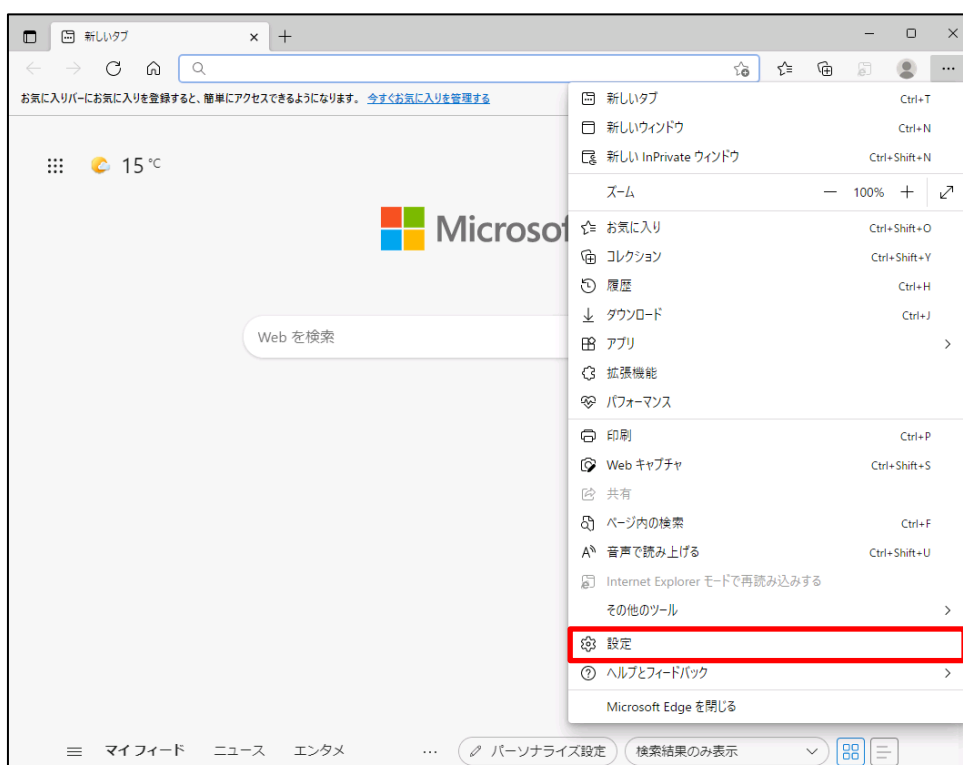 新しいタブ
お気に入りバーにお気に入りを登録すると、簡単にアクセスできるようになります。 今すぐお気に入りを管理する
15 ℃
Microsof
Web を検索
新しいタブ Ctrl+T
新しいウィンドウ Ctrl+N
新しい InPrivate ウィンドウ Ctrl+Shift+N
ズーム 100%
お気に入り Ctrl+Shift+O
コレクション Ctrl+Shift+Y
履歴 Ctrl+H
ダウンロード Ctrl+J
アプリ
拡張機能
パフォーマンス
印刷 Ctrl+P
Web キャプチャ Ctrl+Shift+S
共有
ページ内の検索 Ctrl+F
音声で読み上げる Ctrl+Shift+U
Internet Explorer モードで再読み込みする
その他のツール
設定
ヘルプとフィードバック
Microsoft Edge を閉じる
マイ フィード ニュース エンタメ … パーソナライズ設定 検索結果のみ表示